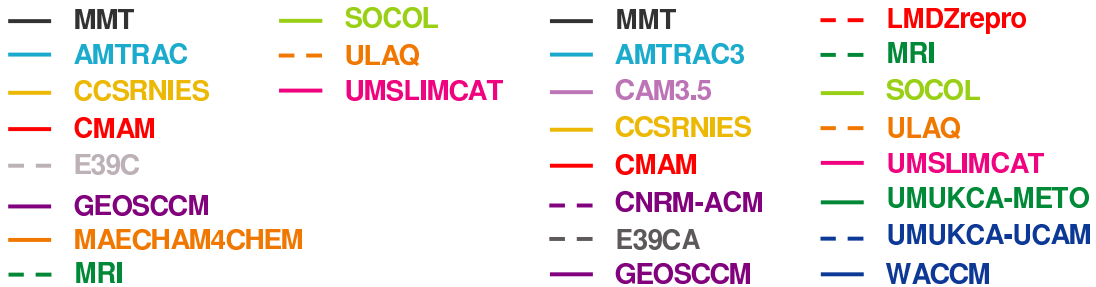 MMT
AMTRAC
CCSRNIES
CMAM
E39C
GEOSCCM
MAECHAM4CHEM
MRI
SOCOL
ULAQ
UMSLIMCAT
MMT
AMTRAC3
CAM3.5
CCSRNIES
CMAM
CNRM-ACM
E39CA
GEOSCCM
LMDZrepro
MRI
SOCOL
ULAQ
UMSLIMCAT
UMUKCA-METO
UMUKCA-UCAM
WACCM